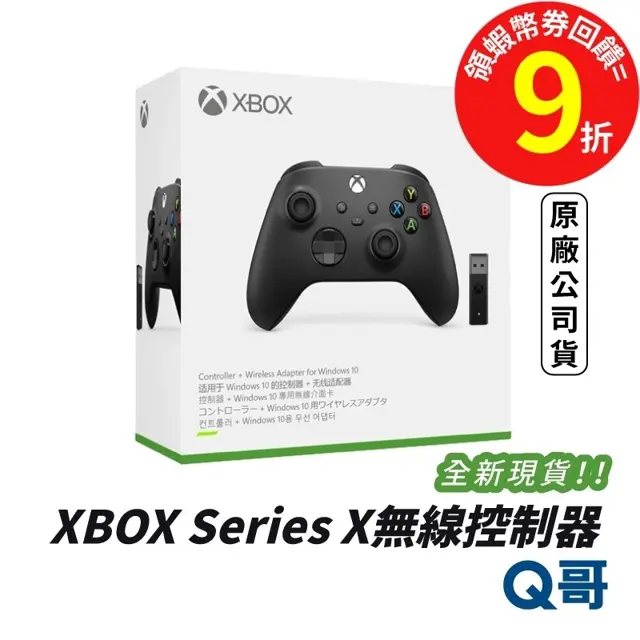 領蝦幣券回饋=
9折
XBOX
Y
X
B
A
原廠公司貨
Controller + Wireless Adapter for Windows 10
适用于 Windows 10 的控制器 + 无线适配器
控制器 + Windows 10 專用無線介面卡
コントローラー + Windows 10 用ワイヤレスアダプタ
컨트롤러 + Windows 10용 무선 어댑터
全新現貨!!
XBOX Series X無線控制器
Q哥